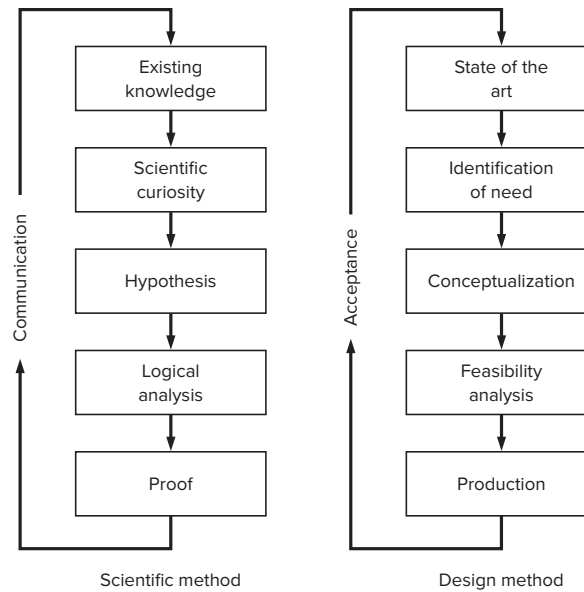 Existing
knowledge
Scientific
curiosity
Hypothesis
Logical
analysis
Proof
Communication
Scientific method
State of the
art
Identification
of need
Conceptualization
Feasibility
analysis
Production
Acceptance
Design method